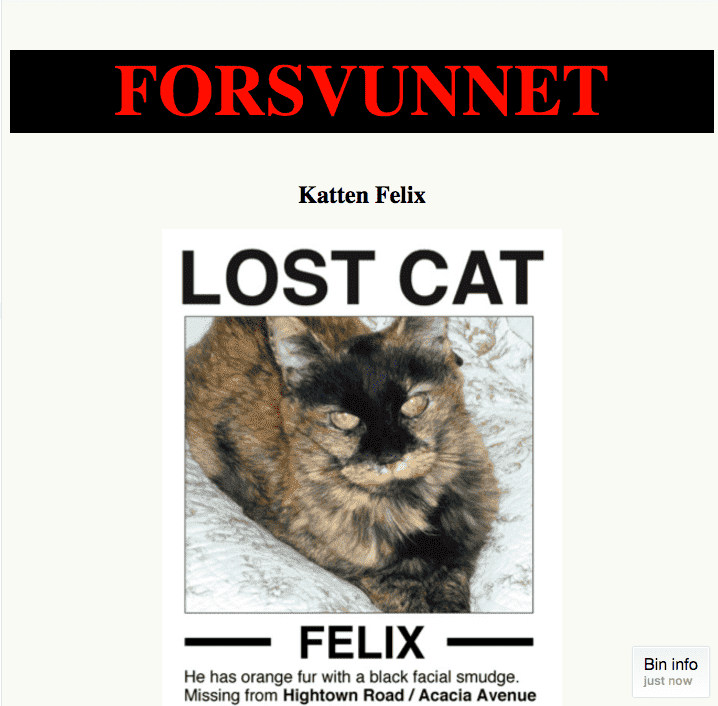 FORSVUNNET
Katten Felix
LOST CAT
FELIX
He has orange fur with a black facial smudge.
Missing from Hightown Road / Acacia Avenue
Bin info
just now